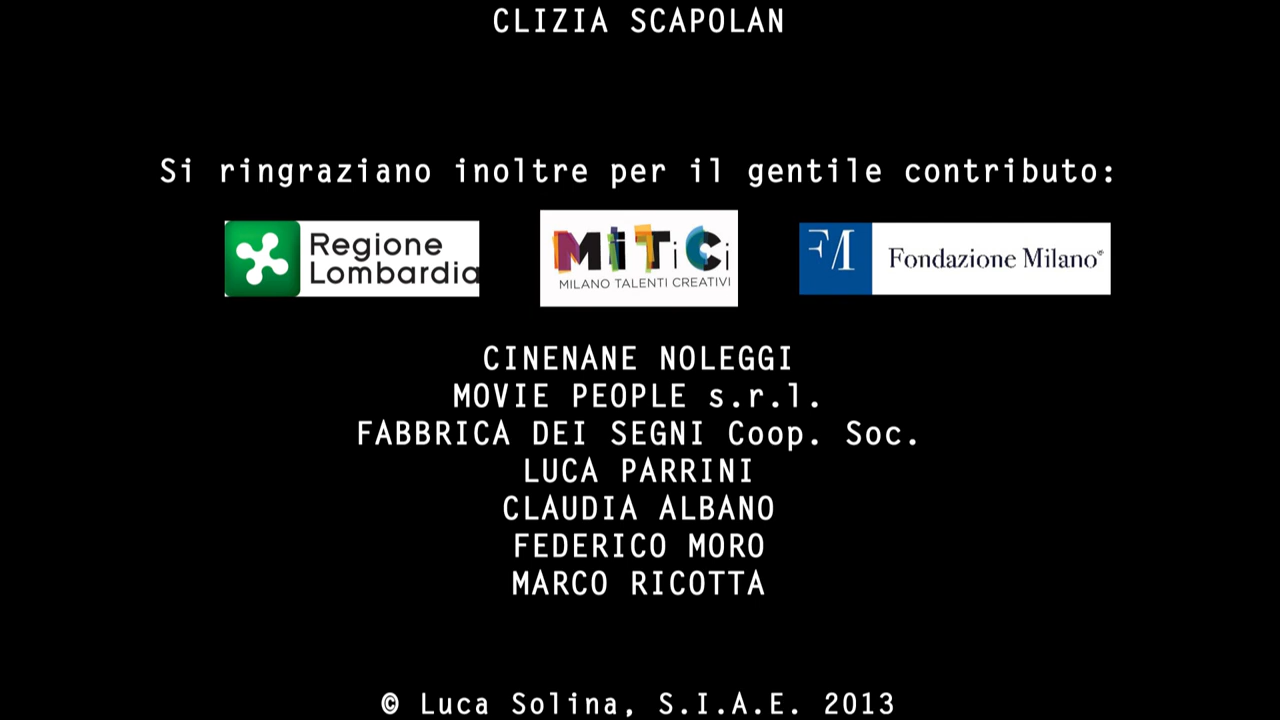 CLIZIA SCAPOLAN
Si ringraziano inoltre per il gentile contributo:
Regione
Lombardia
MiTiCi
MILANO TALENTI CREATIVI
FM
Fondazione Milano®
CINENANE NOLEGGI
MOVIE PEOPLE s.r.l.
FABBRICA DEI SEGNI Coop. Soc.
LUCA PARRINI
CLAUDIA ALBANO
FEDERICO MORO
MARCO RICOTTA
© Luca Solina, S.I.A.E. 2013